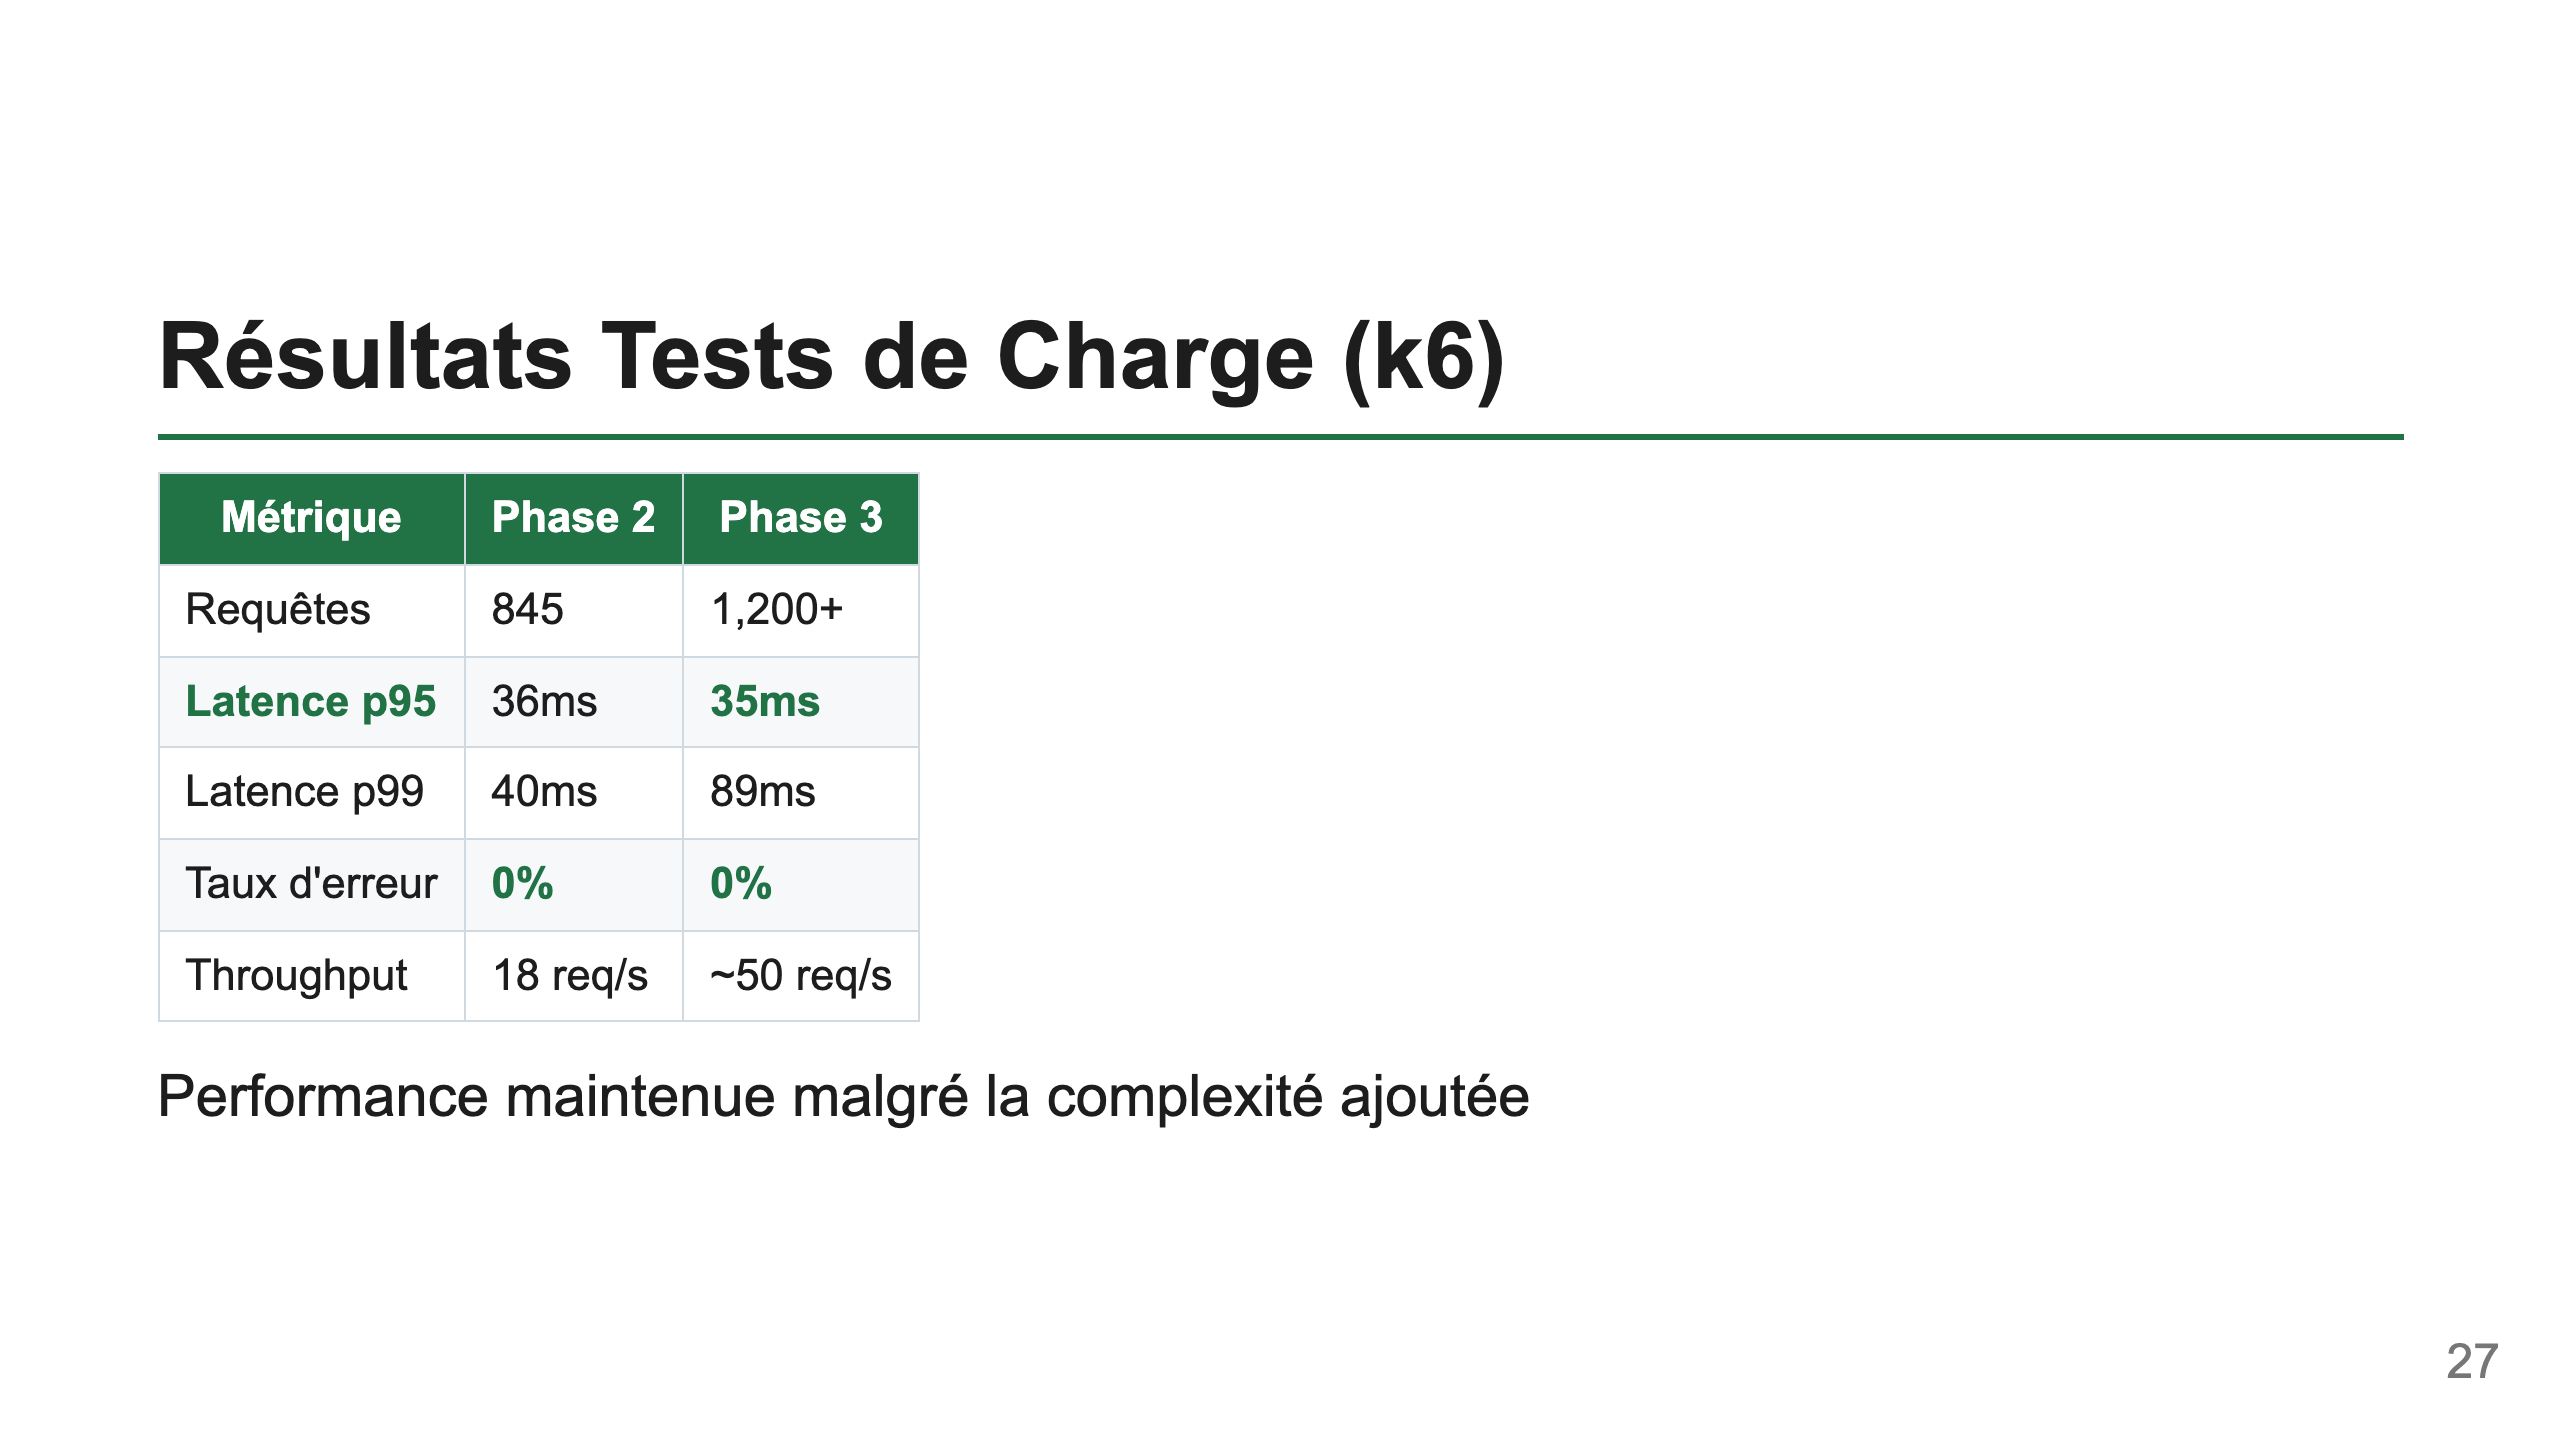 Résultats Tests de Charge (k6)
Métrique Phase 2 Phase 3
Requêtes 845 1,200+
Latence p95 36ms 35ms
Latence p99 40ms 89ms
Taux d'erreur 0% 0%
Throughput 18 req/s ~50 req/s
Performance maintenue malgré la complexité ajoutée
27